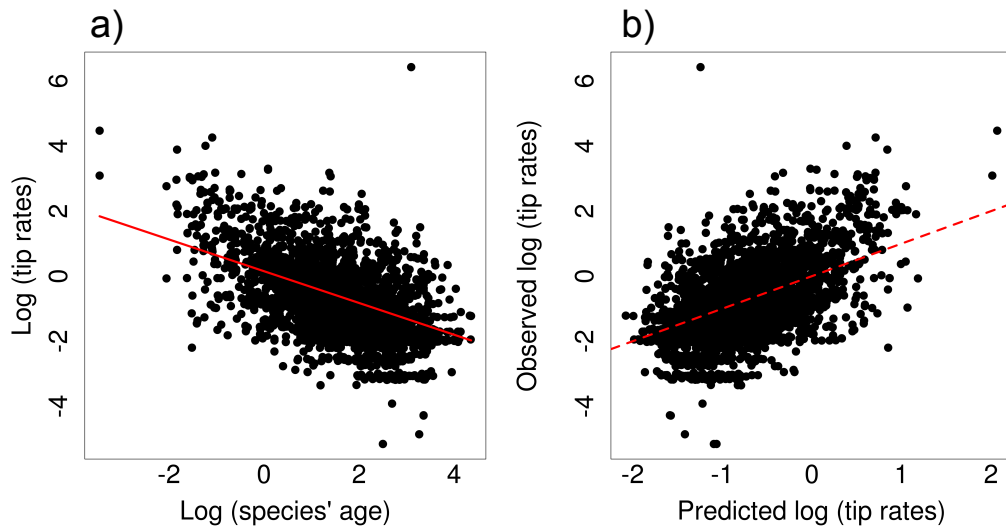 a)
Log (tip rates)
6
4
2
0
-2
-4
-2 0 2 4
Log (species' age)
b)
Observed log (tip rates)
6
4
2
0
-2
-4
-2 -1 0 1 2
Predicted log (tip rates)